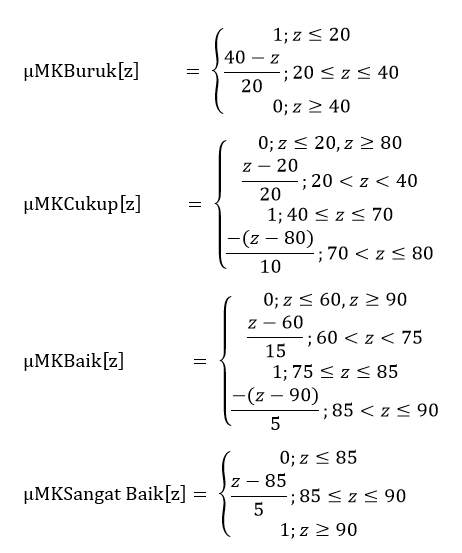 1; z ≤ 20
μMKBuruk[z] = { (40 − z)/20 ; 20 ≤ z ≤ 40
0; z ≥ 40
0; z ≤ 20, z ≥ 80
(z − 20)/20 ; 20 < z < 40
μMKCukup[z] = { 1; 40 ≤ z ≤ 70
(−(z − 80))/10 ; 70 < z ≤ 80
0; z ≤ 60, z ≥ 90
(z − 60)/15 ; 60 < z < 75
μMKBaik[z] = { 1; 75 ≤ z ≤ 85
(−(z − 90))/5 ; 85 < z ≤ 90
0; z ≤ 85
μMKSangat Baik[z] = { (z − 85)/5 ; 85 ≤ z ≤ 90
1; z ≥ 90